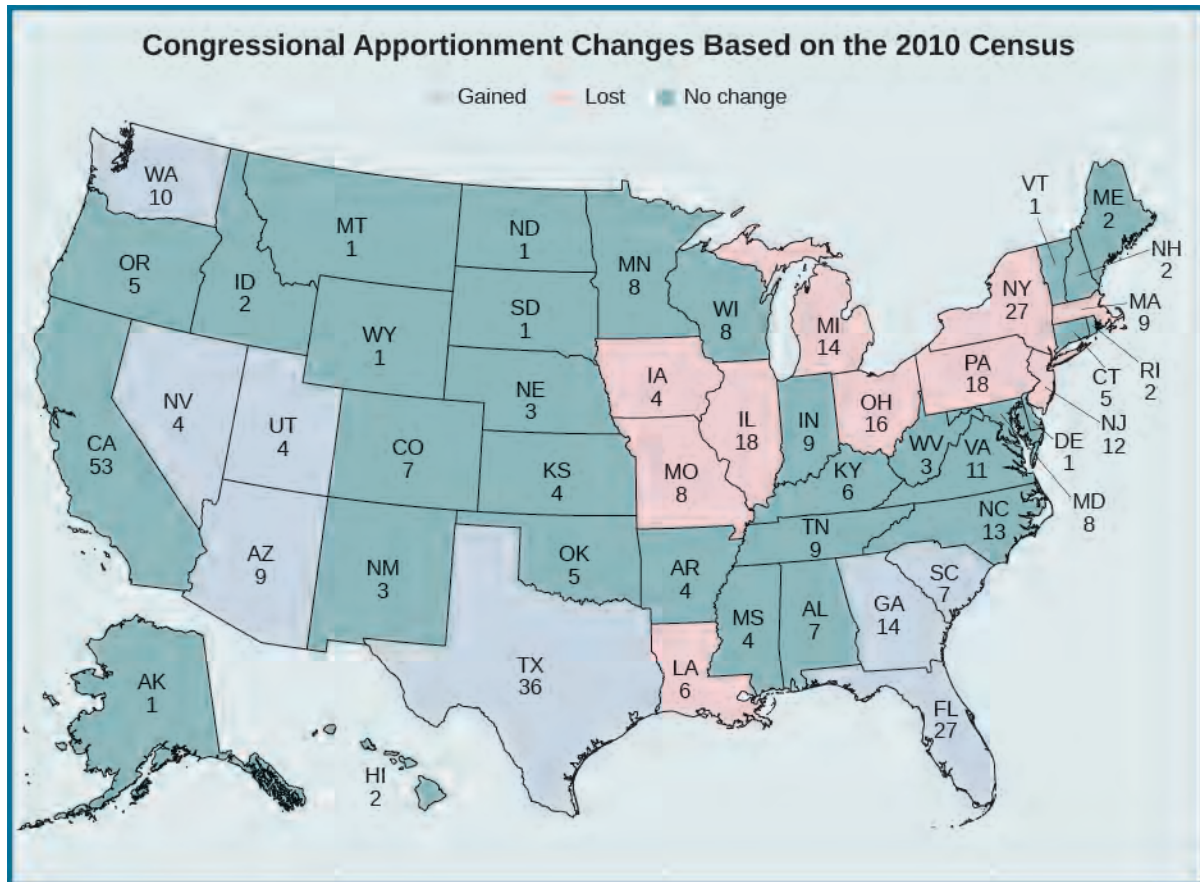 Congressional Apportionment Changes Based on the 2010 Census
Gained Lost No change
WA
10
OR
5
CA
53
NV
4
ID
2
MT
1
WY
1
UT
4
AZ
9
CO
7
NM
3
ND
1
SD
1
NE
3
KS
4
OK
5
TX
36
MN
8
IA
4
MO
8
AR
4
LA
6
WI
8
IL
18
MI
14
IN
9
OH
16
KY
6
TN
9
MS
4
AL
7
GA
14
FL
27
SC
7
NC
13
VA
11
WV
3
PA
18
NY
27
VT
1
ME
2
NH
2
MA
9
RI
2
CT
5
NJ
12
DE
1
MD
8
AK
1
HI
2